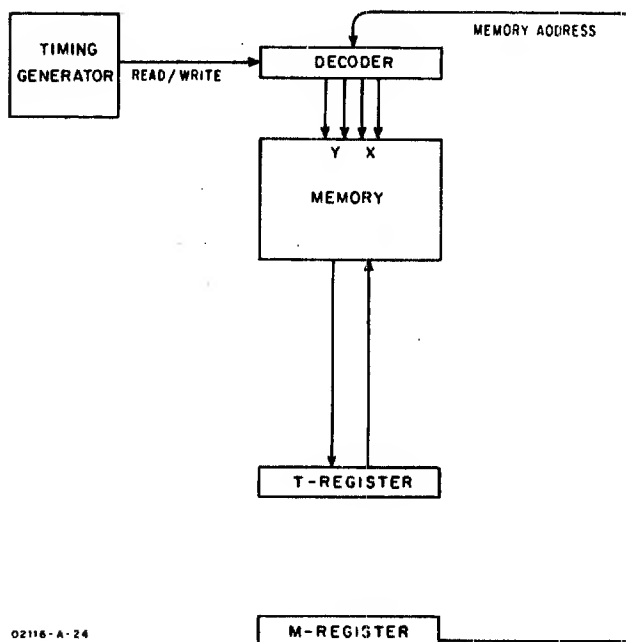 TIMING
GENERATOR
READ/WRITE
MEMORY ADDRESS
DECODER
Y X
MEMORY
T-REGISTER
02116-A-24
M-REGISTER